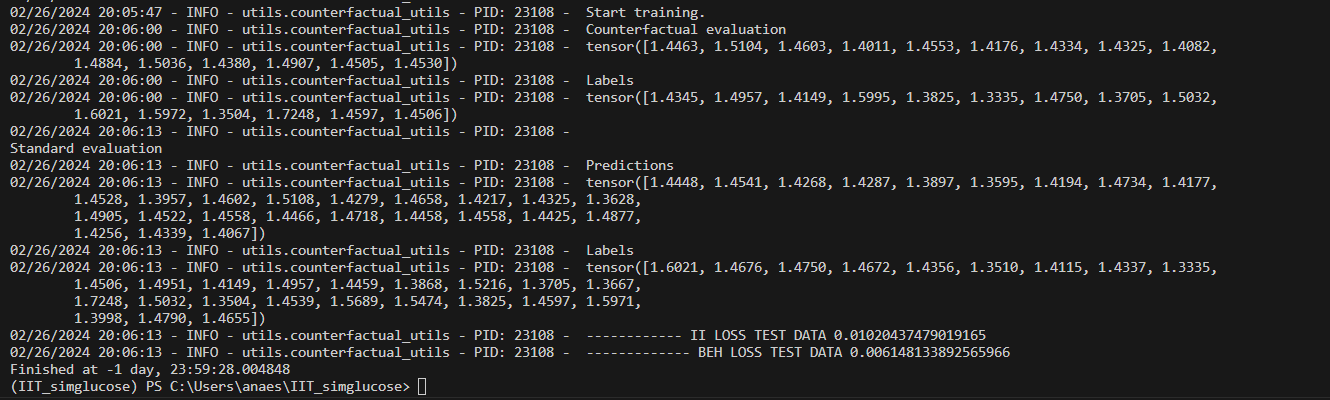 02/26/2024 20:05:47 - INFO - utils.counterfactual_utils - PID: 23108 -  Start training.
02/26/2024 20:06:00 - INFO - utils.counterfactual_utils - PID: 23108 -  Counterfactual evaluation
02/26/2024 20:06:00 - INFO - utils.counterfactual_utils - PID: 23108 -  tensor([1.4463, 1.5104, 1.4603, 1.4011, 1.4553, 1.4176, 1.4334, 1.4325, 1.4082,
        1.4884, 1.5036, 1.4380, 1.4907, 1.4505, 1.4530])
02/26/2024 20:06:00 - INFO - utils.counterfactual_utils - PID: 23108 -  Labels
02/26/2024 20:06:00 - INFO - utils.counterfactual_utils - PID: 23108 -  tensor([1.4345, 1.4957, 1.4149, 1.5995, 1.3825, 1.3335, 1.4750, 1.3705, 1.5032,
        1.6021, 1.5972, 1.3504, 1.7248, 1.4597, 1.4506])
02/26/2024 20:06:13 - INFO - utils.counterfactual_utils - PID: 23108 -
Standard evaluation
02/26/2024 20:06:13 - INFO - utils.counterfactual_utils - PID: 23108 -  Predictions
02/26/2024 20:06:13 - INFO - utils.counterfactual_utils - PID: 23108 -  tensor([1.4448, 1.4541, 1.4268, 1.4287, 1.3897, 1.3595, 1.4194, 1.4734, 1.4177,
        1.4528, 1.3957, 1.4602, 1.5108, 1.4279, 1.4658, 1.4217, 1.4325, 1.3628,
        1.4905, 1.4522, 1.4558, 1.4466, 1.4718, 1.4458, 1.4558, 1.4425, 1.4877,
        1.4256, 1.4339, 1.4067])
02/26/2024 20:06:13 - INFO - utils.counterfactual_utils - PID: 23108 -  Labels
02/26/2024 20:06:13 - INFO - utils.counterfactual_utils - PID: 23108 -  tensor([1.6021, 1.4676, 1.4750, 1.4672, 1.4356, 1.3510, 1.4115, 1.4337, 1.3335,
        1.4506, 1.4951, 1.4149, 1.4957, 1.4459, 1.3868, 1.5216, 1.3705, 1.3667,
        1.7248, 1.5032, 1.3504, 1.4539, 1.5689, 1.5474, 1.3825, 1.4597, 1.5971,
        1.3998, 1.4790, 1.4655])
02/26/2024 20:06:13 - INFO - utils.counterfactual_utils - PID: 23108 -  ------------ II LOSS TEST DATA 0.01020437479019165
02/26/2024 20:06:13 - INFO - utils.counterfactual_utils - PID: 23108 -  ------------- BEH LOSS TEST DATA 0.006148133892565966
Finished at -1 day, 23:59:28.004848
(IIT_simglucose) PS C:\Users\anaes\IIT_simglucose>